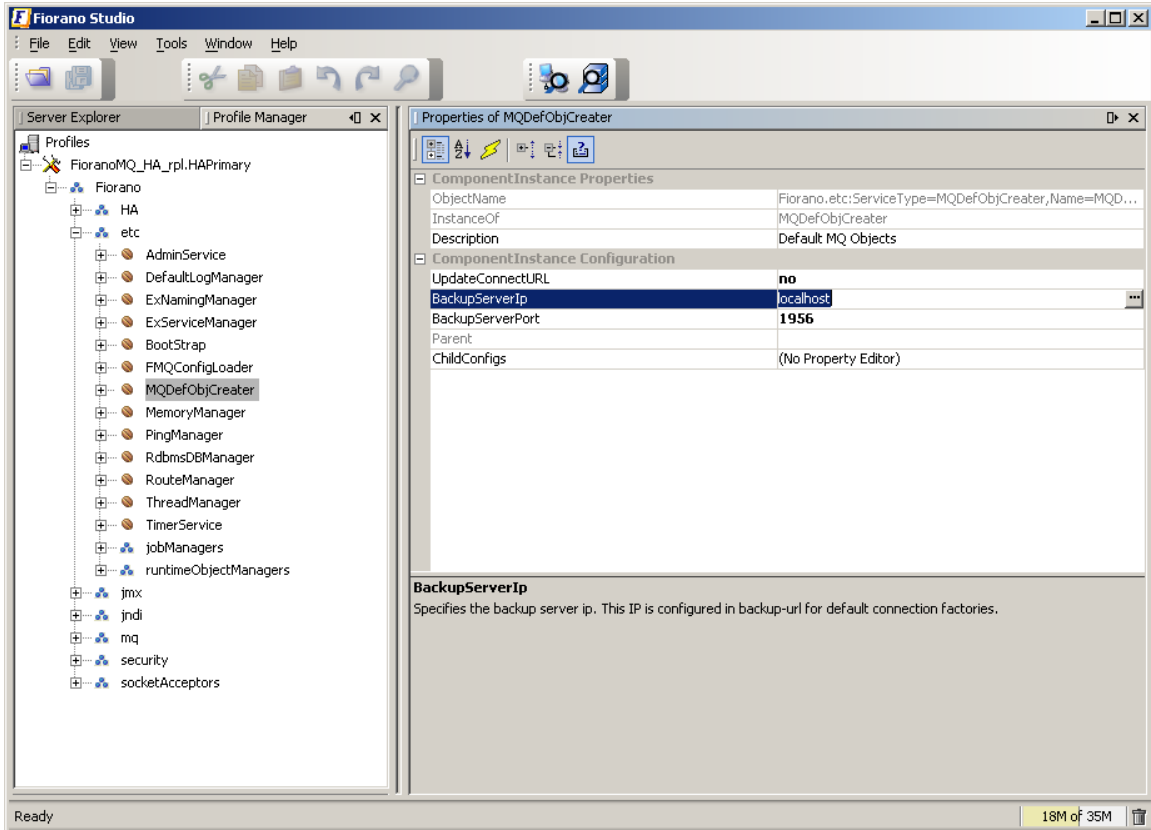 Fiorano Studio
File Edit View Tools Window Help
Server Explorer Profile Manager
Profiles
FioranoMQ_HA_rpl.HAPrimary
Fiorano
HA
etc
AdminService
DefaultLogManager
ExNamingManager
ExServiceManager
BootStrap
FMQConfigLoader
MQDefObjCreater
MemoryManager
PingManager
RdbmsDBManager
RouteManager
ThreadManager
TimerService
jobManagers
runtimeObjectManagers
jmx
jndi
mq
security
socketAcceptors
Properties of MQDefObjCreater
ComponentInstance Properties
ObjectName Fiorano.etc:ServiceType=MQDefObjCreater,Name=MQD...
InstanceOf MQDefObjCreater
Description Default MQ Objects
ComponentInstance Configuration
UpdateConnectURL no
BackupServerIp localhost ...
BackupServerPort 1956
Parent
ChildConfigs (No Property Editor)
BackupServerIp
Specifies the backup server ip. This IP is configured in backup-url for default connection factories.
Ready 18M of 35M